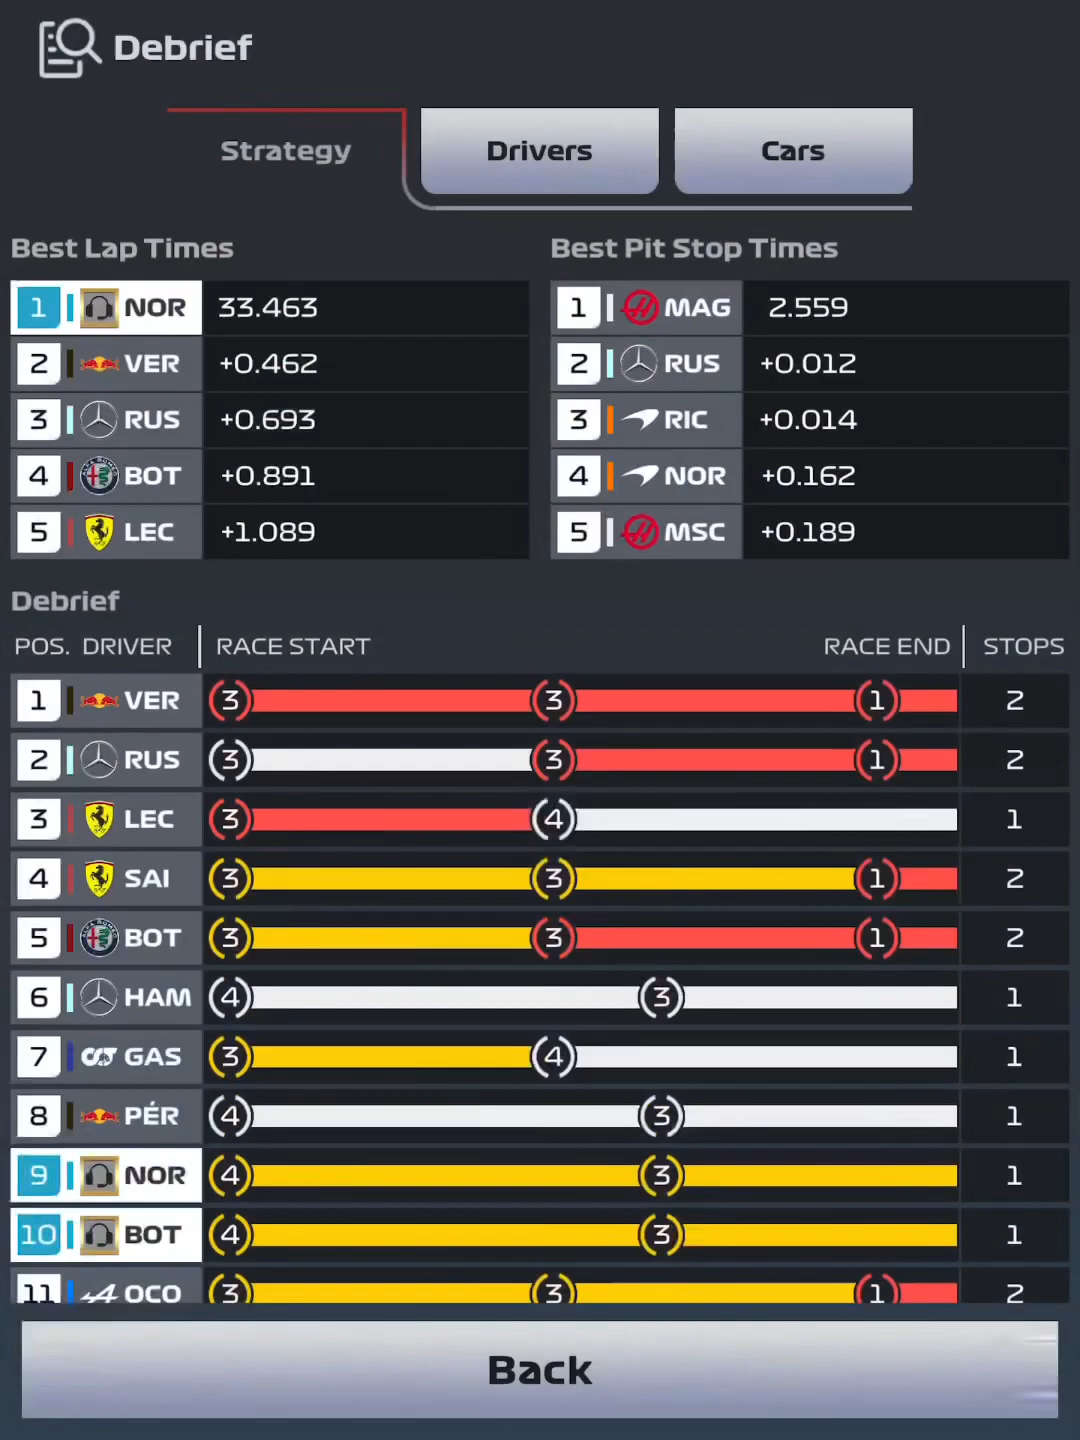 Debrief
Strategy Drivers Cars
Best Lap Times
1 NOR 33.463
2 VER +0.462
3 RUS +0.693
4 BOT +0.891
5 LEC +1.089
Best Pit Stop Times
1 MAG 2.559
2 RUS +0.012
3 RIC +0.014
4 NOR +0.162
5 MSC +0.189
Debrief
POS. DRIVER RACE START RACE END STOPS
1 VER 3 3 1 2
2 RUS 3 3 1 2
3 LEC 3 4 1
4 SAI 3 3 1 2
5 BOT 3 3 1 2
6 HAM 4 3 1
7 GAS 3 4 1
8 PÉR 4 3 1
9 NOR 4 3 1
10 BOT 4 3 1
11 OCO 3 3 1 2
Back